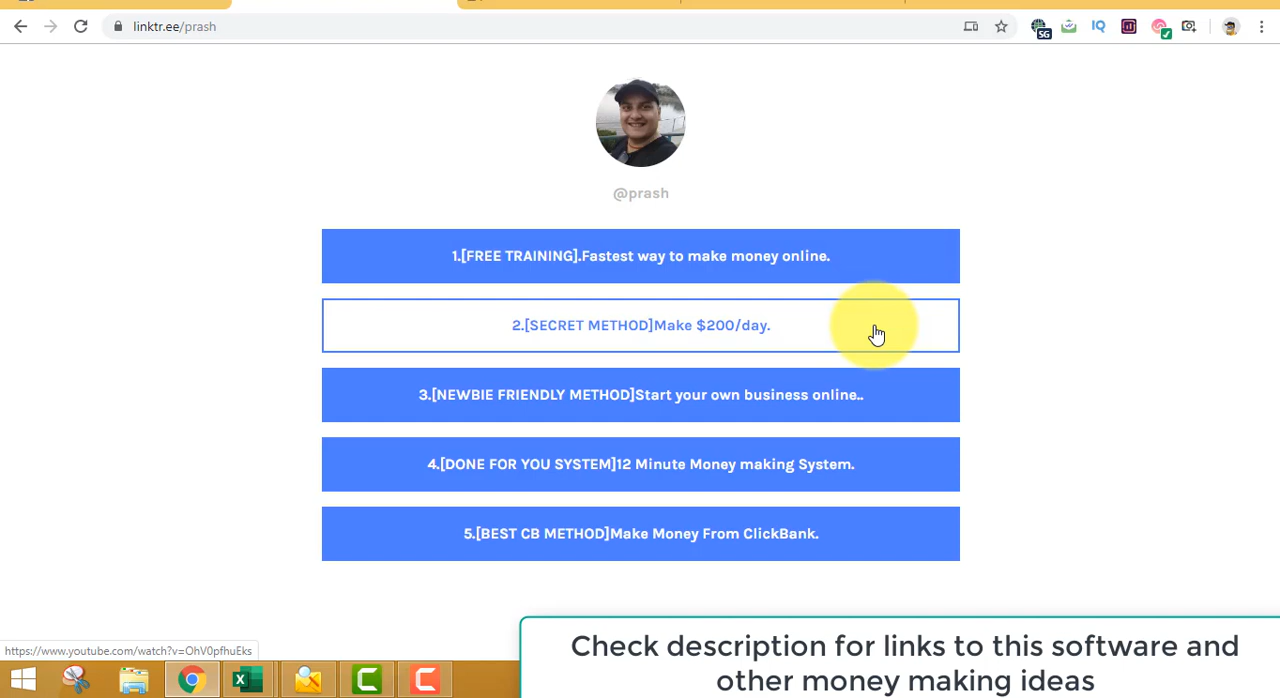 linktr.ee/prash
SG
IQ
@prash
1.[FREE TRAINING].Fastest way to make money online.
2.[SECRET METHOD]Make $200/day.
3.[NEWBIE FRIENDLY METHOD]Start your own business online..
4.[DONE FOR YOU SYSTEM]12 Minute Money making System.
5.[BEST CB METHOD]Make Money From ClickBank.
Check description for links to this software and
other money making ideas
https://www.youtube.com/watch?v=OhV0pfhuEks